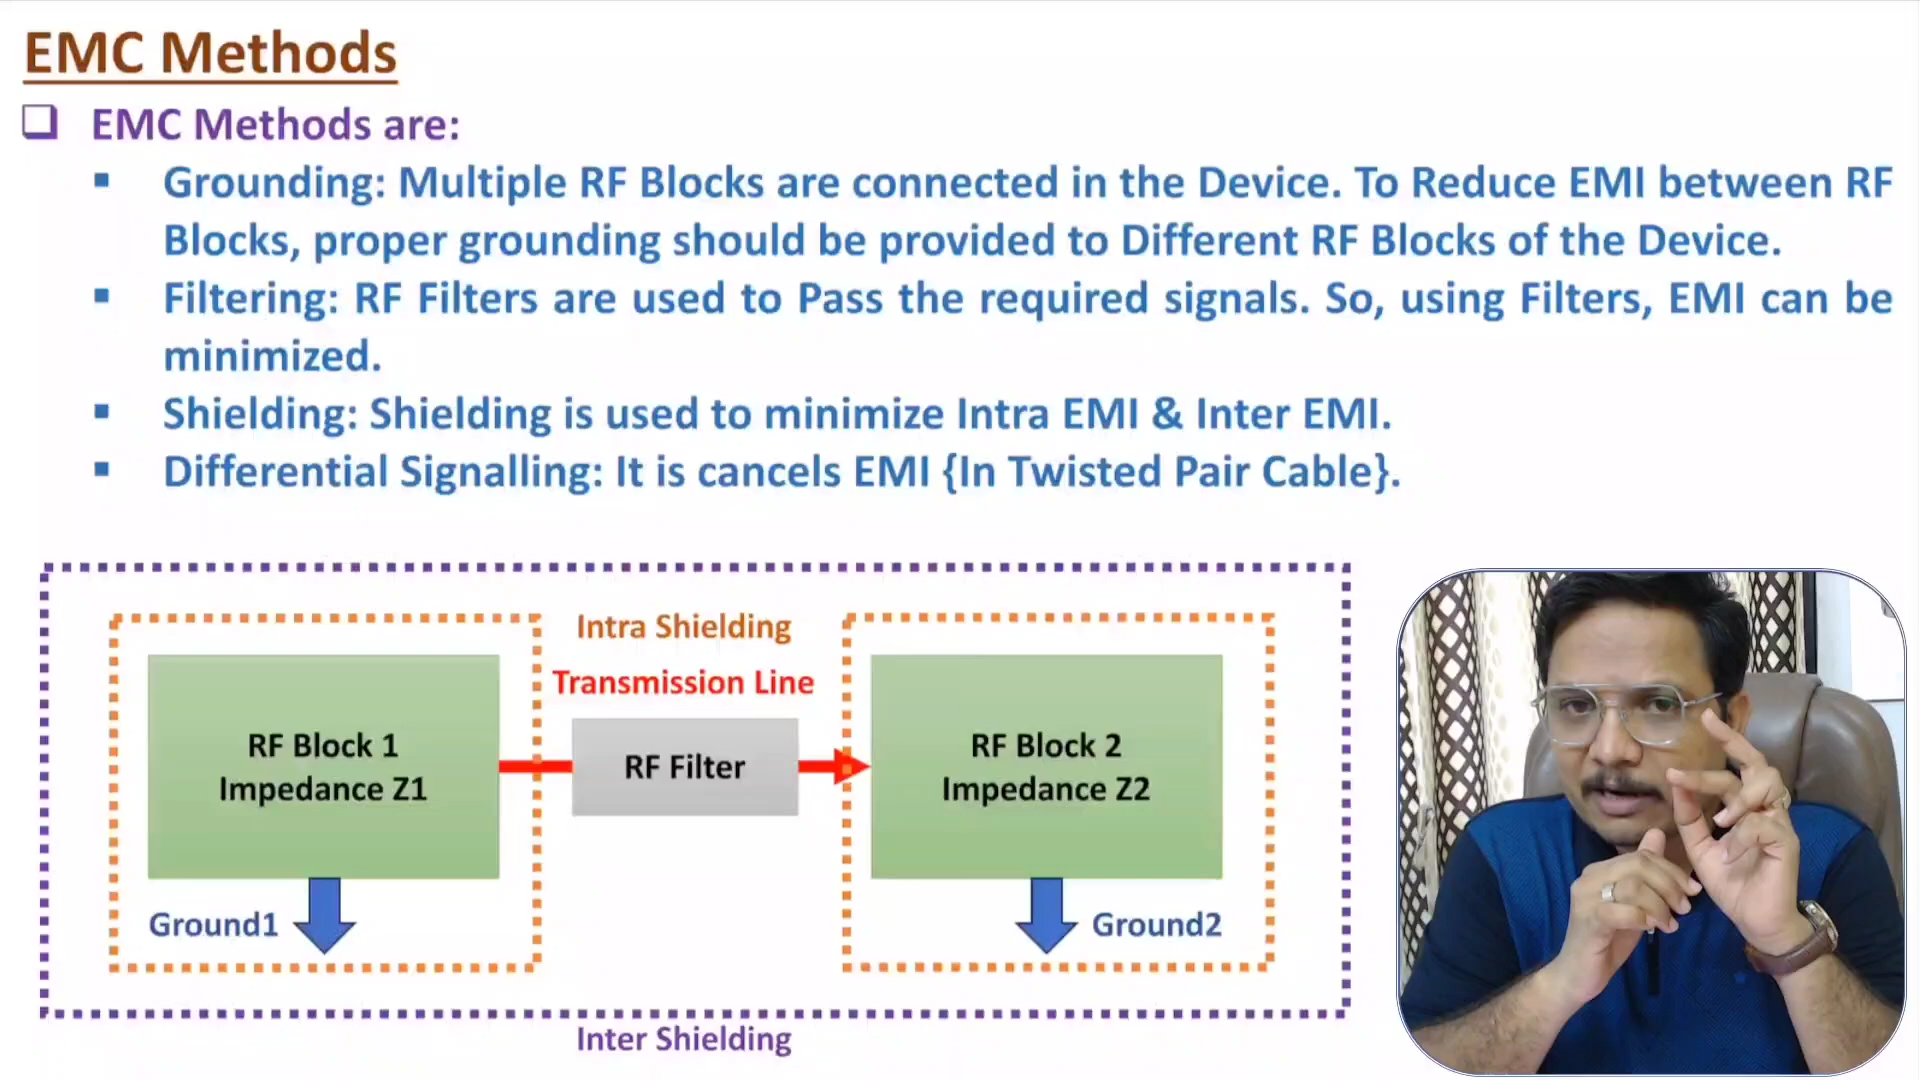 EMC Methods
EMC Methods are:
Grounding: Multiple RF Blocks are connected in the Device. To Reduce EMI between RF
Blocks, proper grounding should be provided to Different RF Blocks of the Device.
Filtering: RF Filters are used to Pass the required signals. So, using Filters, EMI can be
minimized.
Shielding: Shielding is used to minimize Intra EMI & Inter EMI.
Differential Signalling: It is cancels EMI {In Twisted Pair Cable}.
Intra Shielding
Transmission Line
RF Block 1
Impedance Z1
RF Filter
RF Block 2
Impedance Z2
Ground1
Ground2
Inter Shielding